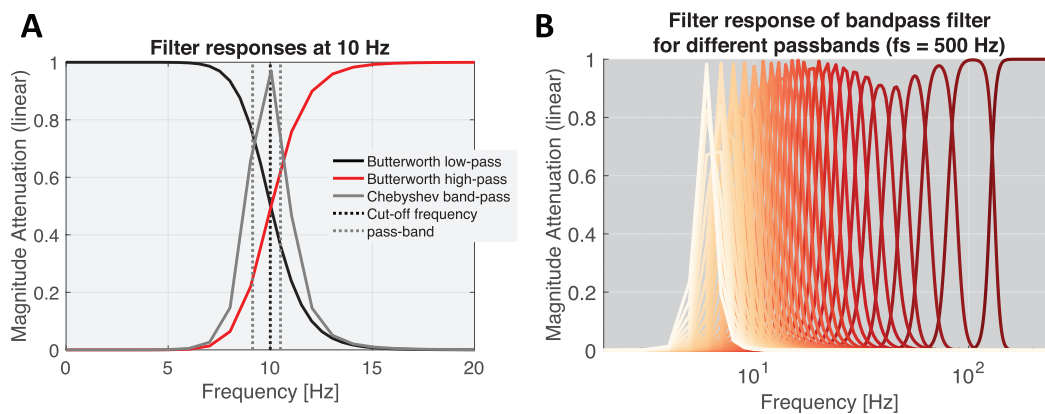 A
Filter responses at 10 Hz
Magnitude Attenuation (linear)
1
0.8
0.6
0.4
0.2
0
0
5
10
15
20
Frequency [Hz]
Butterworth low-pass
Butterworth high-pass
Chebyshev band-pass
Cut-off frequency
pass-band
B
Filter response of bandpass filter
for different passbands (fs = 500 Hz)
Magnitude Attenuation (linear)
1
0.8
0.6
0.4
0.2
0
10¹
10²
Frequency [Hz]